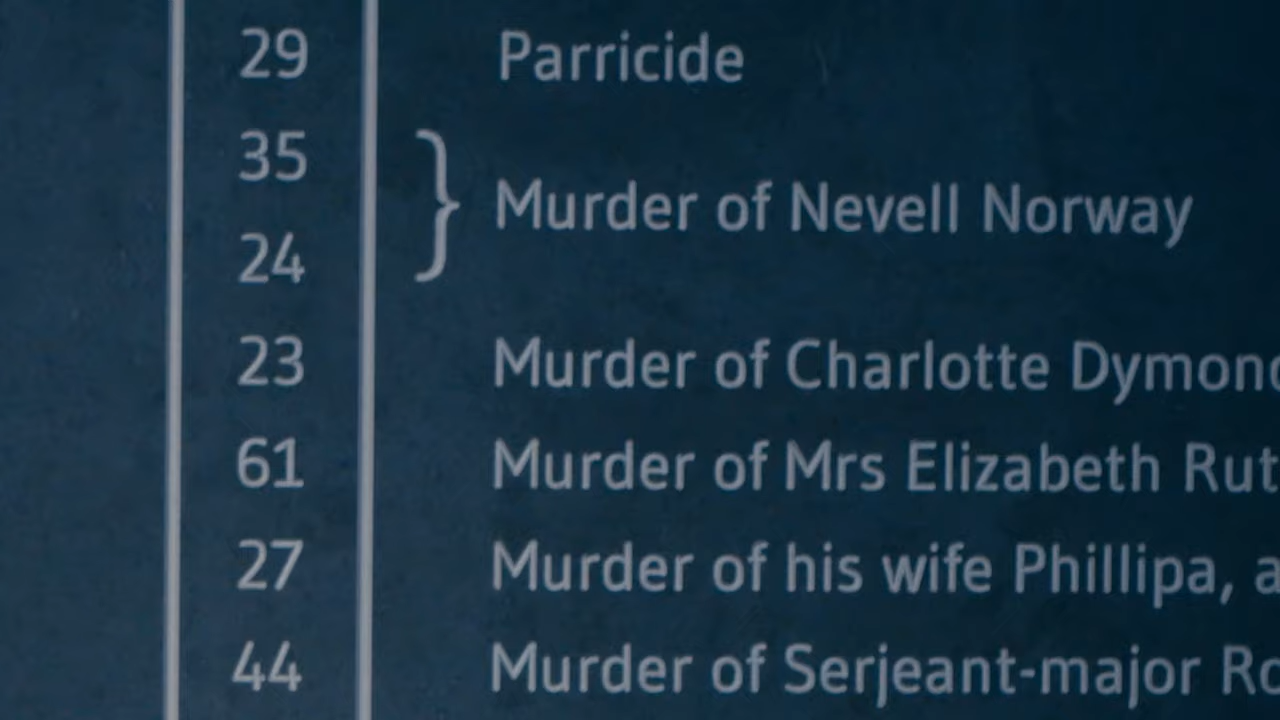 29 Parricide
35
Murder of Nevell Norway
24
23 Murder of Charlotte
61 Murder of Mrs Elizabeth
27 Murder of his wife Phillipa,
44 Murder of Serjeant-major